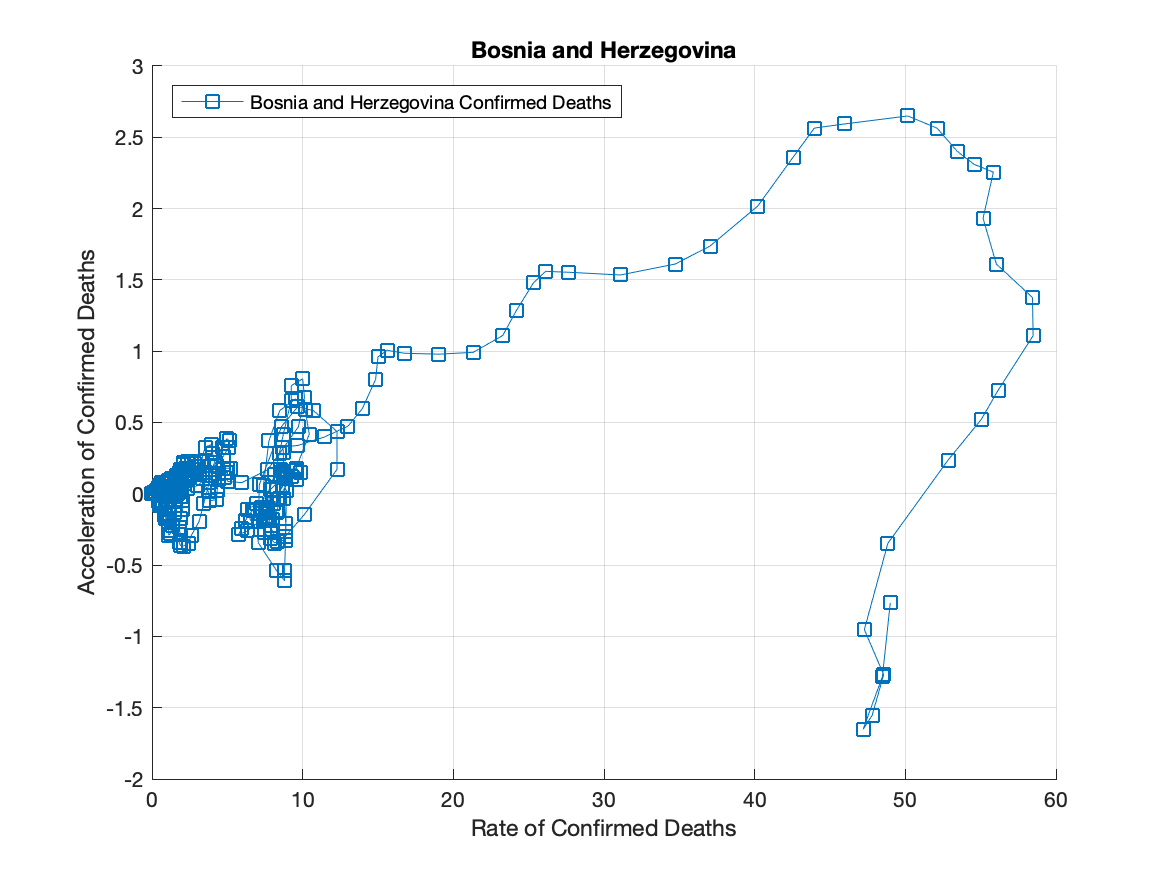 Bosnia and Herzegovina
Bosnia and Herzegovina Confirmed Deaths
Acceleration of Confirmed Deaths
3
2.5
2
1.5
1
0.5
0
-0.5
-1
-1.5
-2
0 10 20 30 40 50 60
Rate of Confirmed Deaths